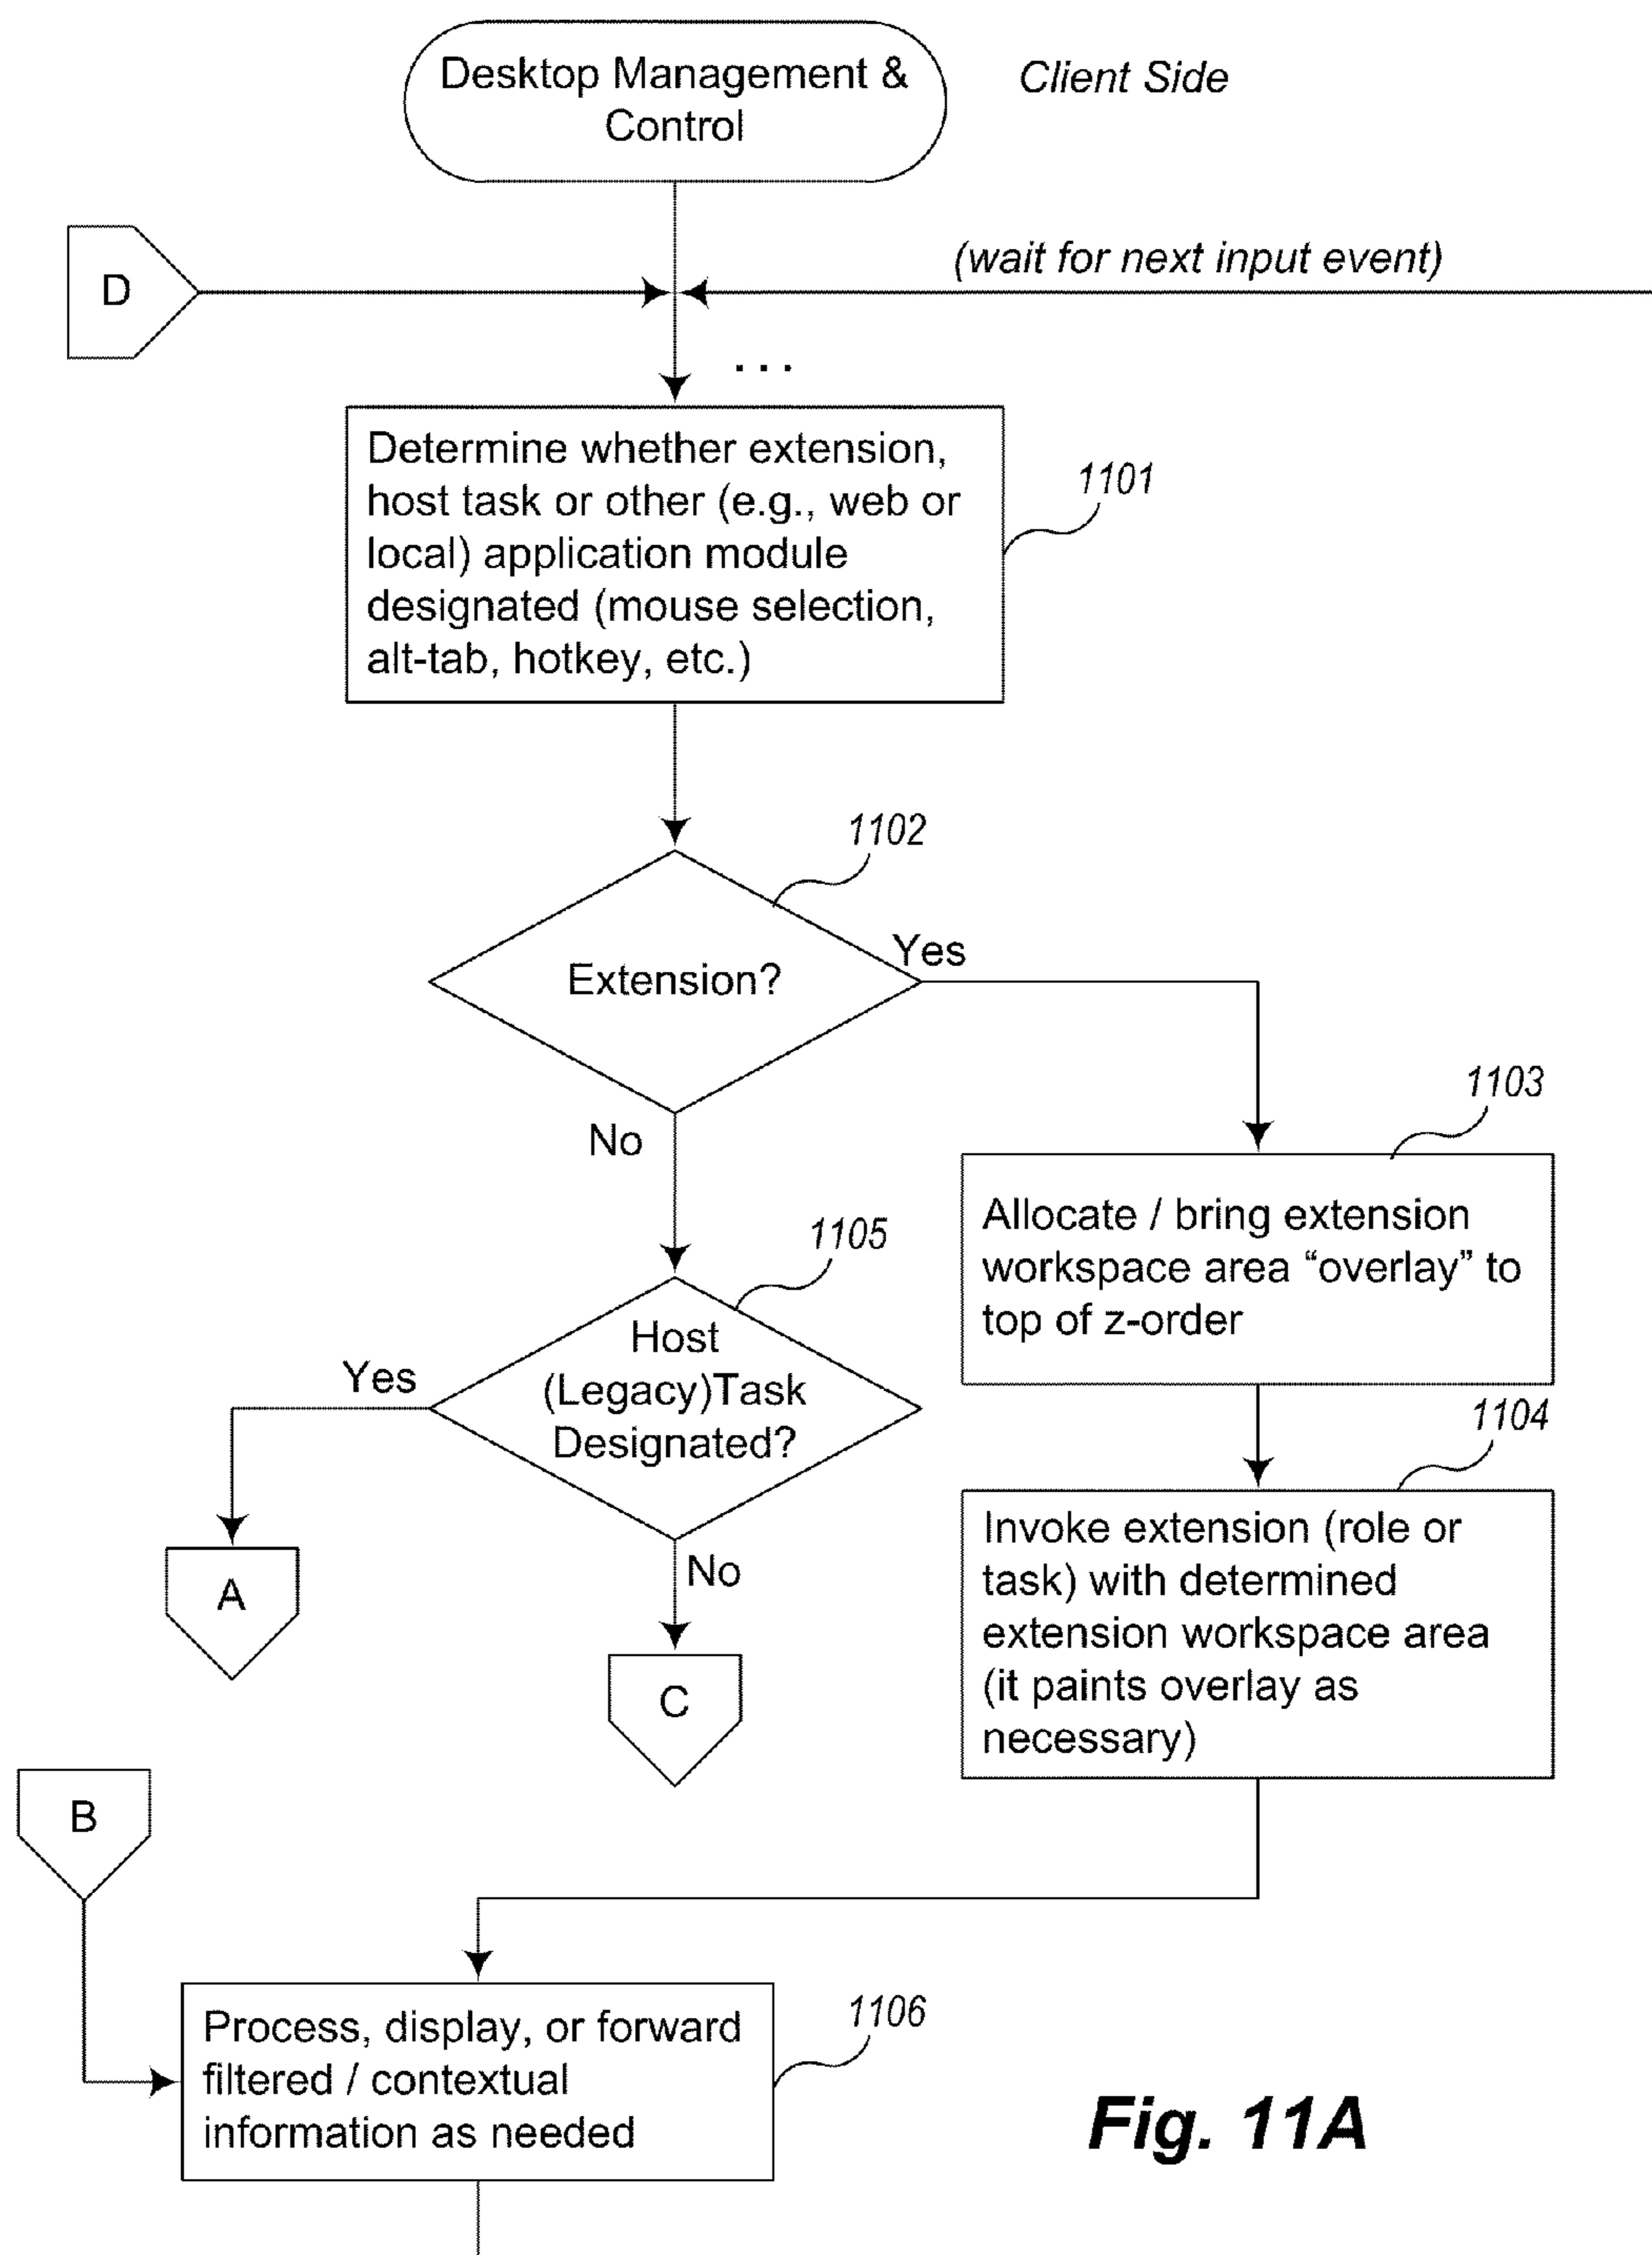 Desktop Management &
Control
Client Side
D
(wait for next input event)
...
Determine whether extension,
host task or other (e.g., web or
local) application module
designated (mouse selection,
alt-tab, hotkey, etc.)
1101
1102
Extension?
Yes
No
1103
Allocate / bring extension
workspace area “overlay” to
top of z-order
1105
Host
(Legacy)Task
Designated?
Yes
No
A
C
1104
Invoke extension (role or
task) with determined
extension workspace area
(it paints overlay as
necessary)
B
Process, display, or forward
filtered / contextual
information as needed
1106
Fig. 11A